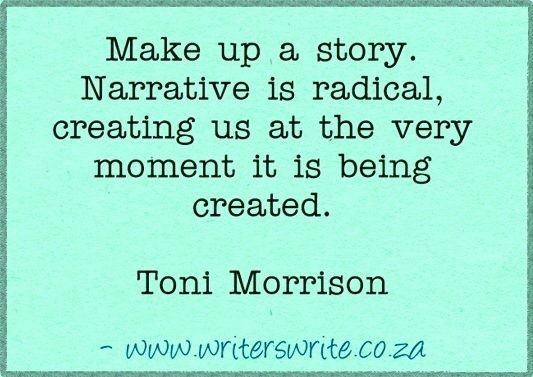 Make up a story.
Narrative is radical,
creating us at the very
moment it is being
created.
Toni Morrison
- www.writerswrite.co.za